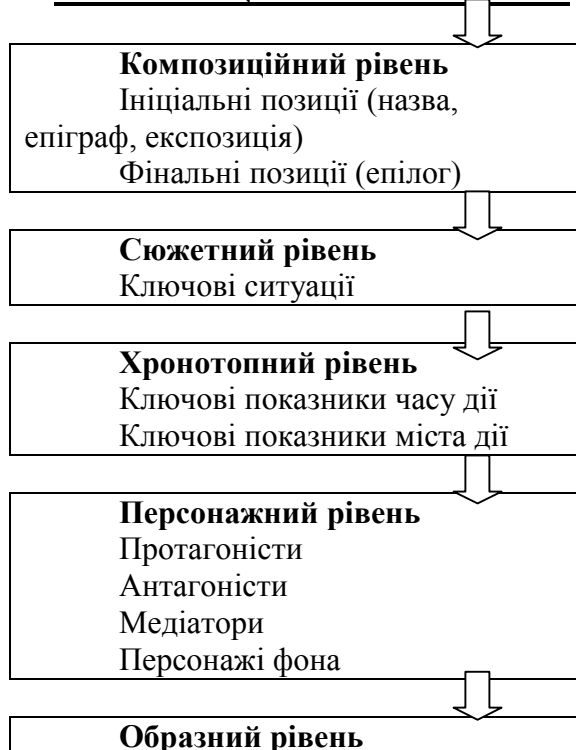 Композиційний рівень
Ініціальні позиції (назва,
епіграф, експозиція)
Фінальні позиції (епілог)
Сюжетний рівень
Ключові ситуації
Хронотопний рівень
Ключові показники часу дії
Ключові показники міста дії
Персонажний рівень
Протагоністи
Антагоністи
Медіатори
Персонажі фона
Образний рівень